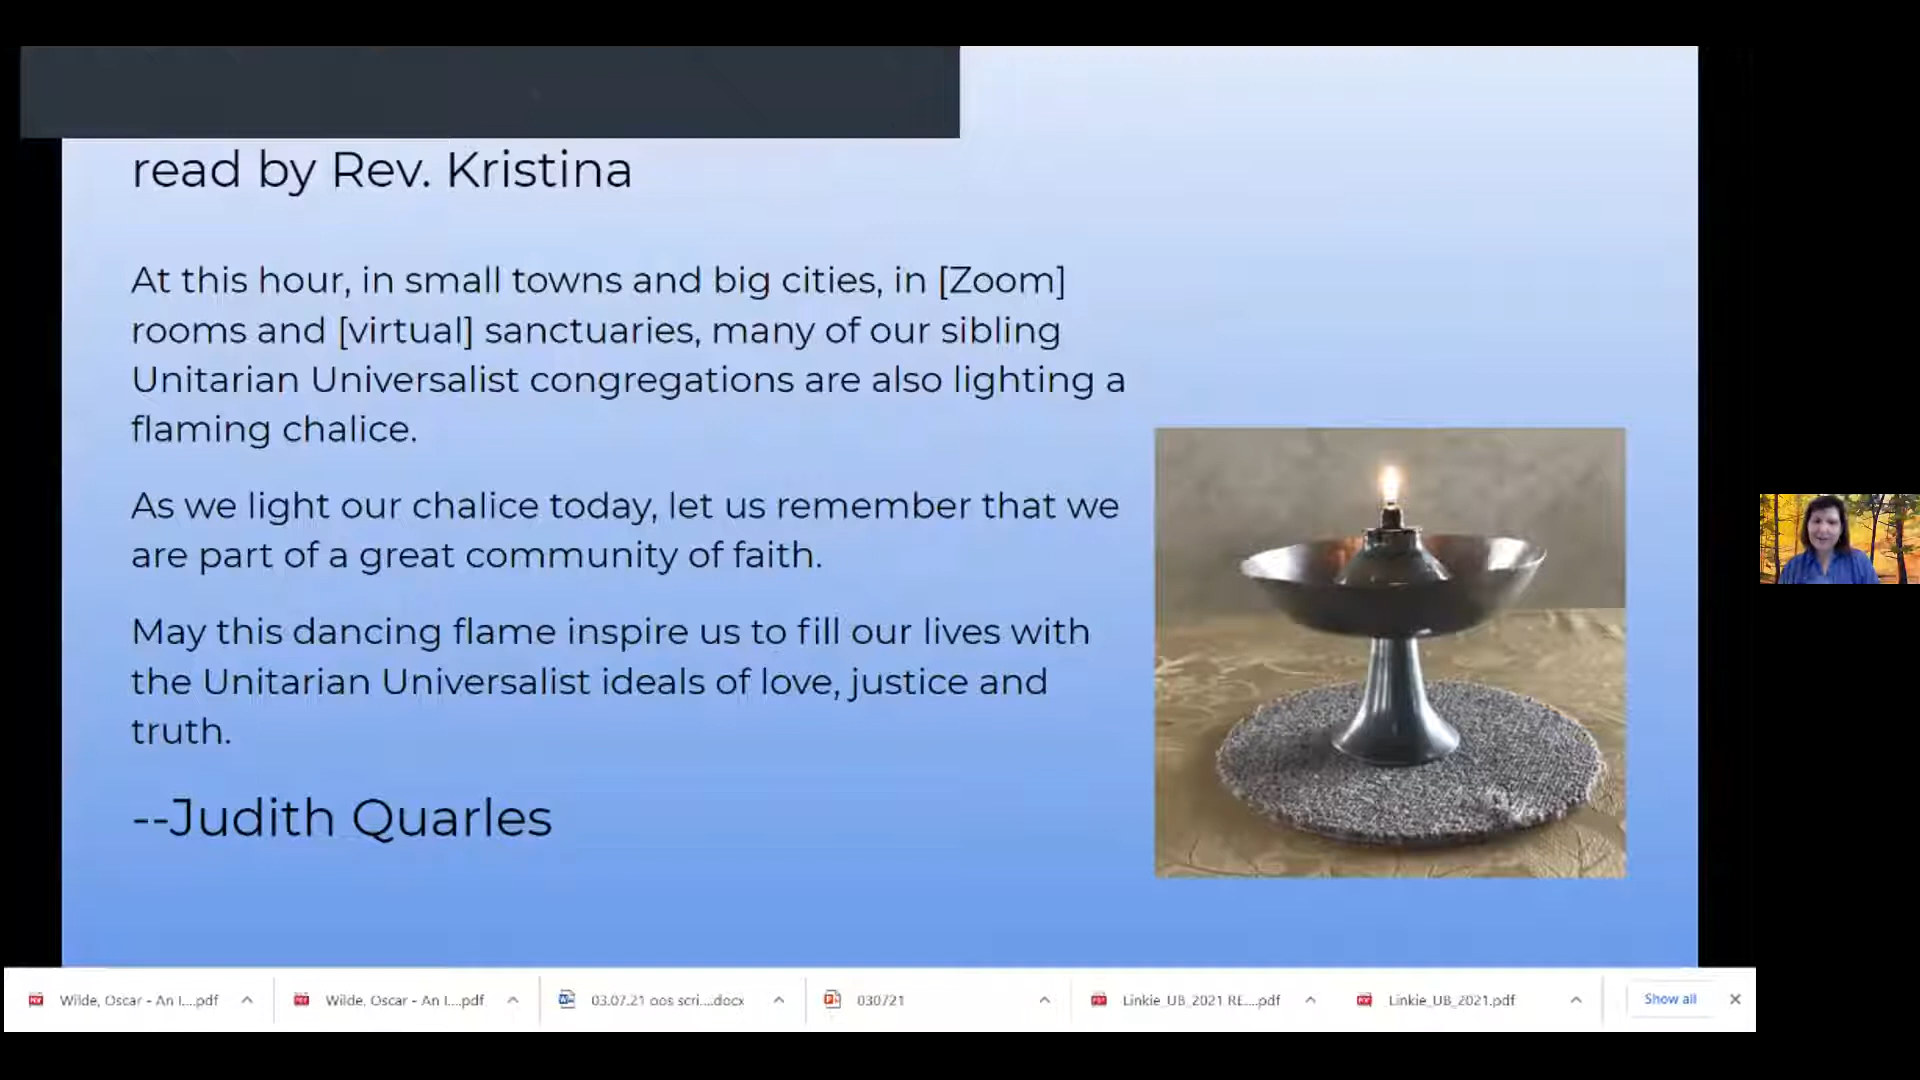 read by Rev. Kristina
At this hour, in small towns and big cities, in [Zoom]
rooms and [virtual] sanctuaries, many of our sibling
Unitarian Universalist congregations are also lighting a
flaming chalice.
As we light our chalice today, let us remember that we
are part of a great community of faith.
May this dancing flame inspire us to fill our lives with
the Unitarian Universalist ideals of love, justice and
truth.
--Judith Quarles
Wilde, Oscar - An I....pdf
Wilde, Oscar - An I....pdf
03.07.21 oos scri....docx
030721
Linkie_UB_2021 RE....pdf
Linkie_UB_2021.pdf
Show all